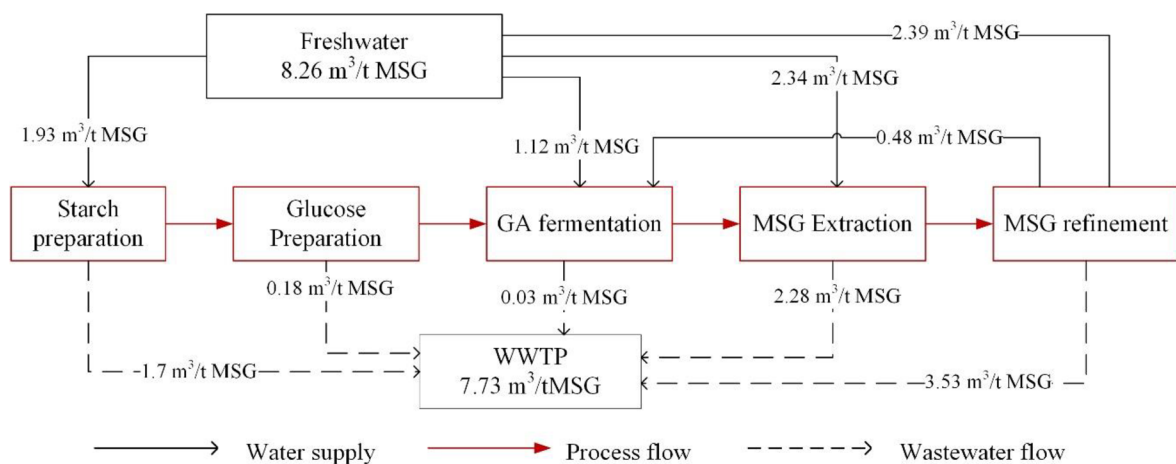 Freshwater
8.26 m³/t MSG
2.39 m³/t MSG
2.34 m³/t MSG
1.93 m³/t MSG
1.12 m³/t MSG
0.48 m³/t MSG
Starch
preparation
Glucose
Preparation
GA fermentation
MSG Extraction
MSG refinement
0.18 m³/t MSG
0.03 m³/t MSG
2.28 m³/t MSG
WWTP
7.73 m³/tMSG
1.7 m³/t MSG
3.53 m³/t MSG
Water supply
Process flow
Wastewater flow